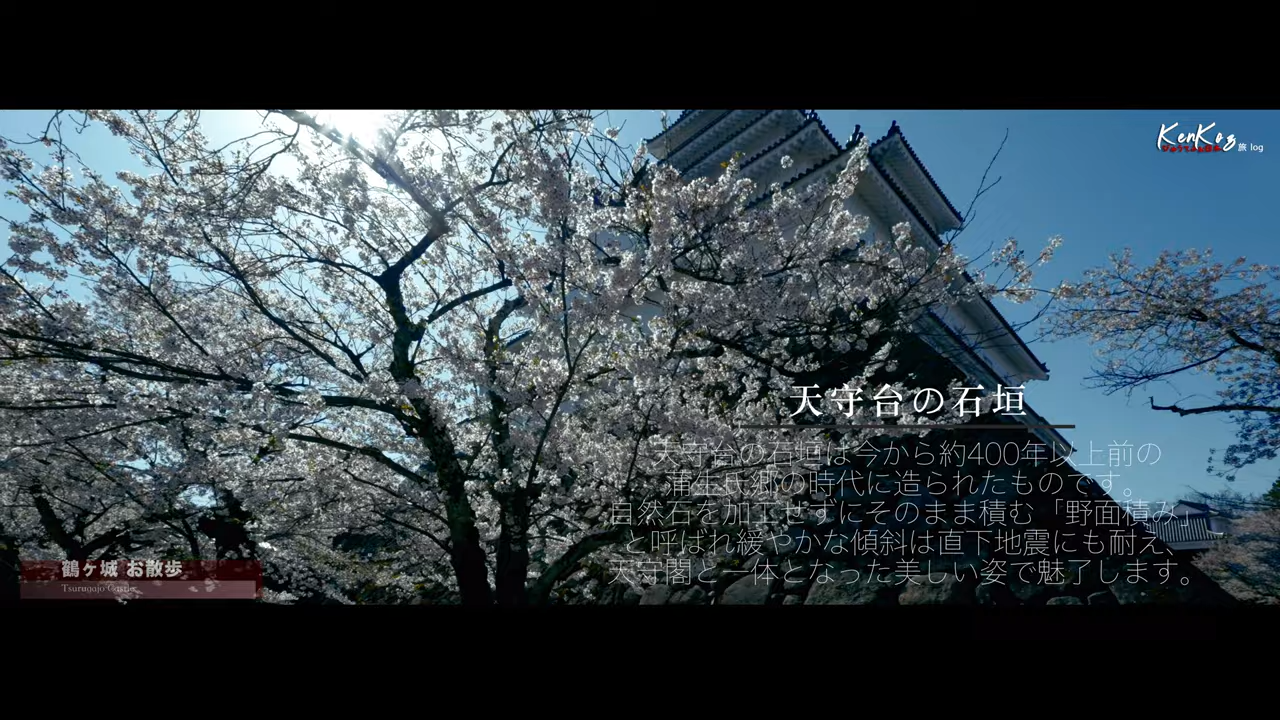 KenKoz
旅 log
天守台の石垣
天守台の石垣は今から約400年以上前の
蒲生氏郷の時代に造られたものです。
自然石を加工せずにそのまま積む「野面積み」
と呼ばれ緩やかな傾斜は直下地震にも耐え、
天守閣と一体となった美しい姿で魅了します。
鶴ヶ城 お散歩
Tsurugajo Castle